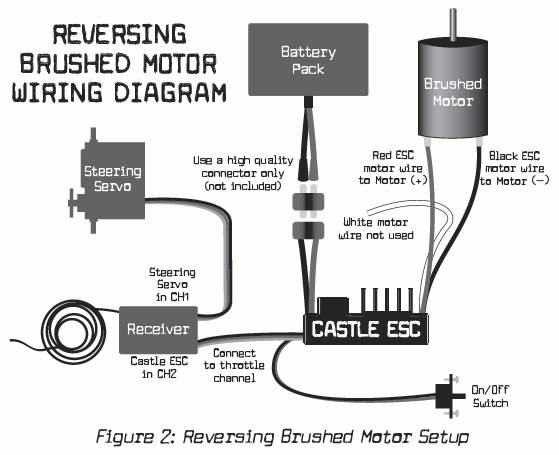 REVERSING
BRUSHED MOTOR
WIRING DIAGRAM
Battery
Pack
Brushed
Motor
Steering
Servo
Use a high quality
connector only
(not included)
Red ESC
motor wire
to Motor (+)
Black ESC
motor wire
to Motor (–)
White motor
wire not used
Steering
Servo
in CH1
Receiver
CASTLE ESC
Castle ESC
in CH2
Connect
to throttle
channel
On/Off
Switch
Figure 2: Reversing Brushed Motor Setup